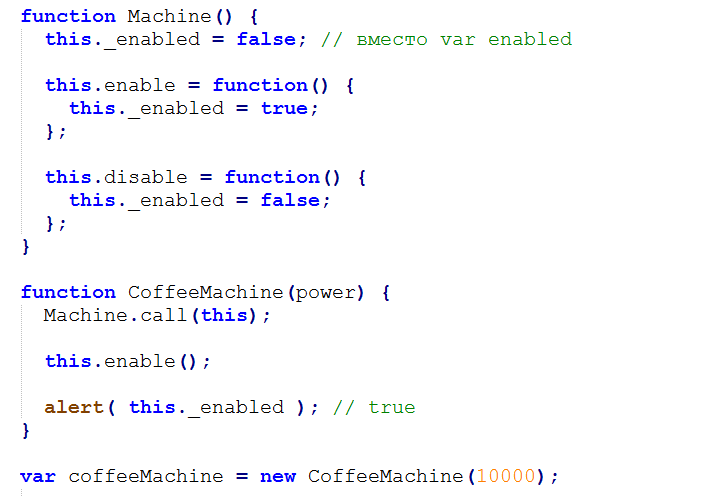 function Machine() {
  this._enabled = false; // вместо var enabled

  this.enable = function() {
    this._enabled = true;
  };

  this.disable = function() {
    this._enabled = false;
  };
}

function CoffeeMachine(power) {
  Machine.call(this);

  this.enable();

  alert( this._enabled ); // true
}

var coffeeMachine = new CoffeeMachine(10000);